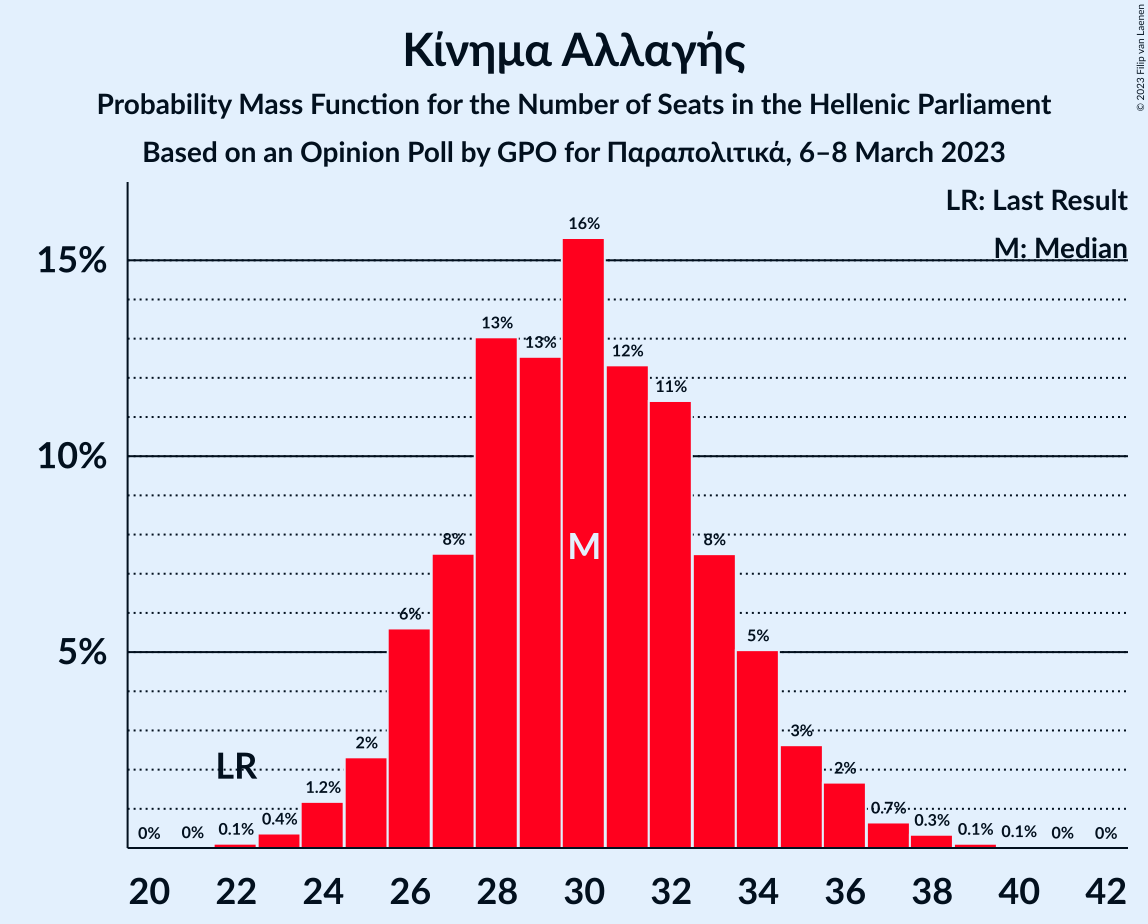 Κίνημα Αλλαγής
Probability Mass Function for the Number of Seats in the Hellenic Parliament
Based on an Opinion Poll by GPO for Παραπολιτικά, 6–8 March 2023
© 2023 Filip van Laenen
LR: Last Result
M: Median
15%
10%
5%
0% 0% 0.1% 0.4% 1.2% 2% 6% 8% 13% 13% 16% 12% 11% 8% 5% 3% 2% 0.7% 0.3% 0.1% 0.1% 0% 0%
LR
M
20 22 24 26 28 30 32 34 36 38 40 42